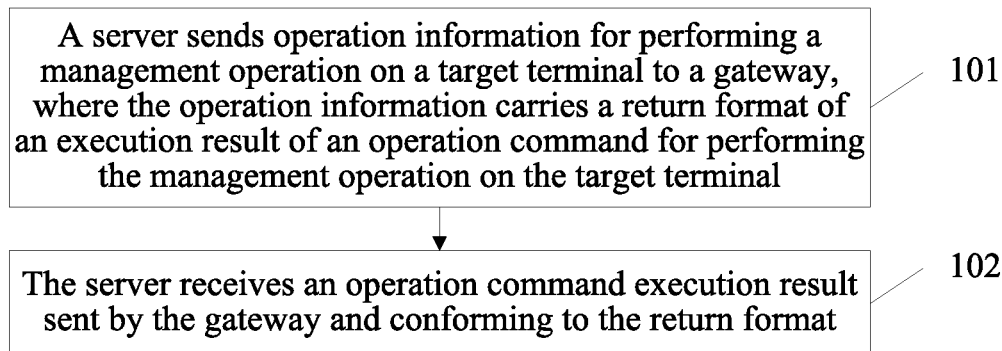 A server sends operation information for performing a
management operation on a target terminal to a gateway,
where the operation information carries a return format of
an execution result of an operation command for performing
the management operation on the target terminal
101
The server receives an operation command execution result
sent by the gateway and conforming to the return format
102